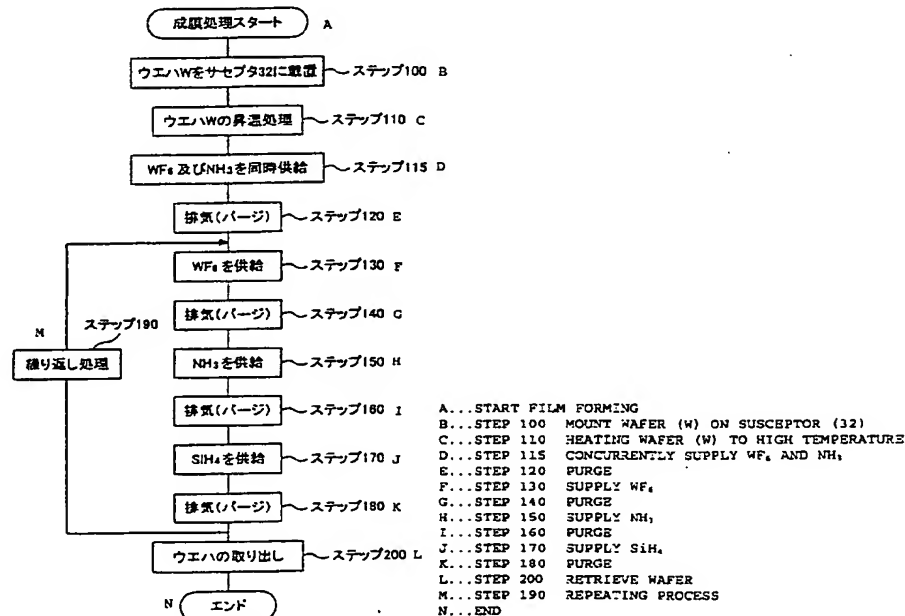 成膜処理スタート A
ウエハWをサセプタ32に載置 ステップ100 B
ウエハWの昇温処理 ステップ110 C
WF₆ 及びNH₃を同時供給 ステップ115 D
排気(パージ) ステップ120 E
WF₆ を供給 ステップ130 F
排気(パージ) ステップ140 G
M ステップ190
繰り返し処理
NH₃を供給 ステップ150 H
排気(パージ) ステップ160 I
SiH₄を供給 ステップ170 J
排気(パージ) ステップ180 K
ウエハの取り出し ステップ200 L
N エンド
A...START FILM FORMING
B...STEP 100 MOUNT WAFER (W) ON SUSCEPTOR (32)
C...STEP 110 HEATING WAFER (W) TO HIGH TEMPERATURE
D...STEP 115 CONCURRENTLY SUPPLY WF₆ AND NH₃
E...STEP 120 PURGE
F...STEP 130 SUPPLY WF₆
G...STEP 140 PURGE
H...STEP 150 SUPPLY NH₃
I...STEP 160 PURGE
J...STEP 170 SUPPLY SiH₄
K...STEP 180 PURGE
L...STEP 200 RETRIEVE WAFER
M...STEP 190 REPEATING PROCESS
N...END